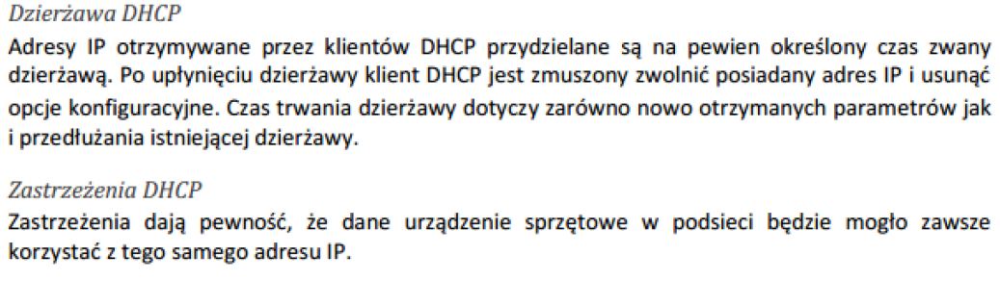 Dzierżawa DHCP
Adresy IP otrzymywane przez klientów DHCP przydzielane są na pewien określony czas zwany
dzierżawą. Po upłynięciu dzierżawy klient DHCP jest zmuszony zwolnić posiadany adres IP i usunąć
opcje konfiguracyjne. Czas trwania dzierżawy dotyczy zarówno nowo otrzymanych parametrów jak
i przedłużania istniejącej dzierżawy.
Zastrzeżenia DHCP
Zastrzeżenia dają pewność, że dane urządzenie sprzętowe w podsieci będzie mogło zawsze
korzystać z tego samego adresu IP.